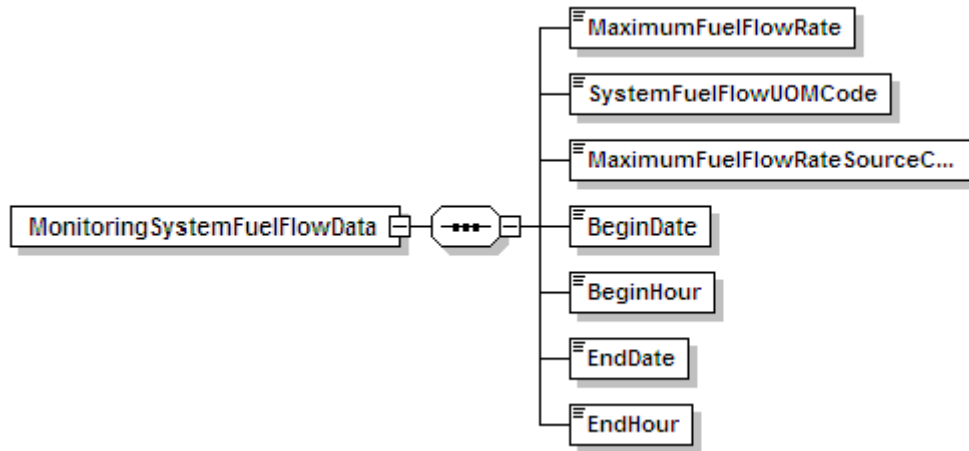 MaximumFuelFlowRate
SystemFuelFlowUOMCode
MaximumFuelFlowRateSourceC...
MonitoringSystemFuelFlowData
BeginDate
BeginHour
EndDate
EndHour